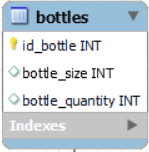 bottles
id_bottle INT
bottle_size INT
bottle_quantity INT
Indexes